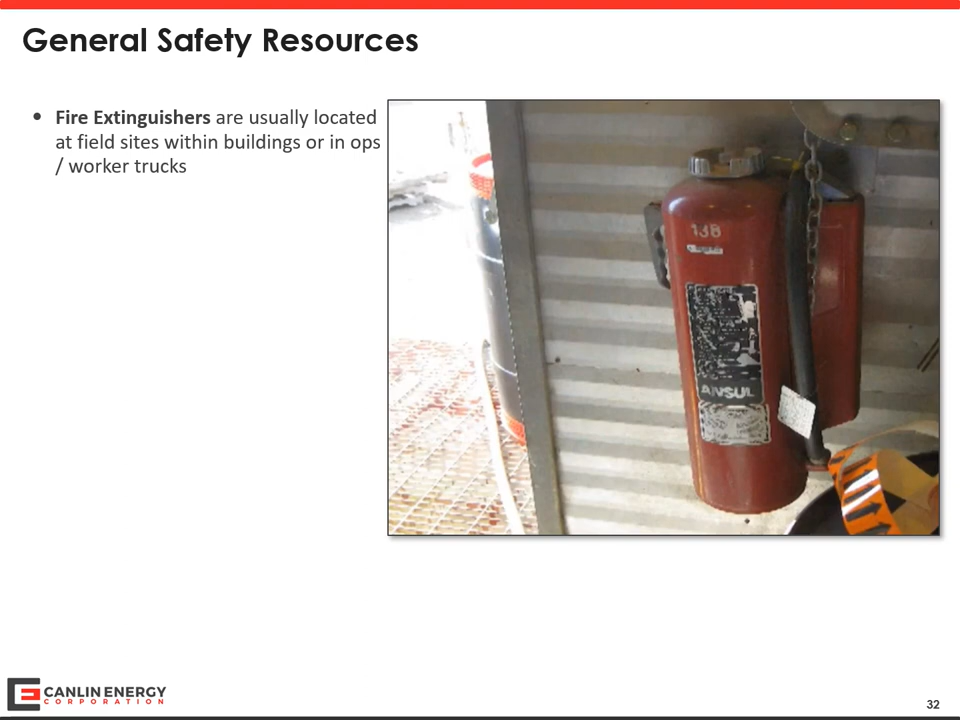 General Safety Resources
• Fire Extinguishers are usually located
at field sites within buildings or in ops
/ worker trucks
138
ANSUL
CANLIN ENERGY
CORPORATION
32